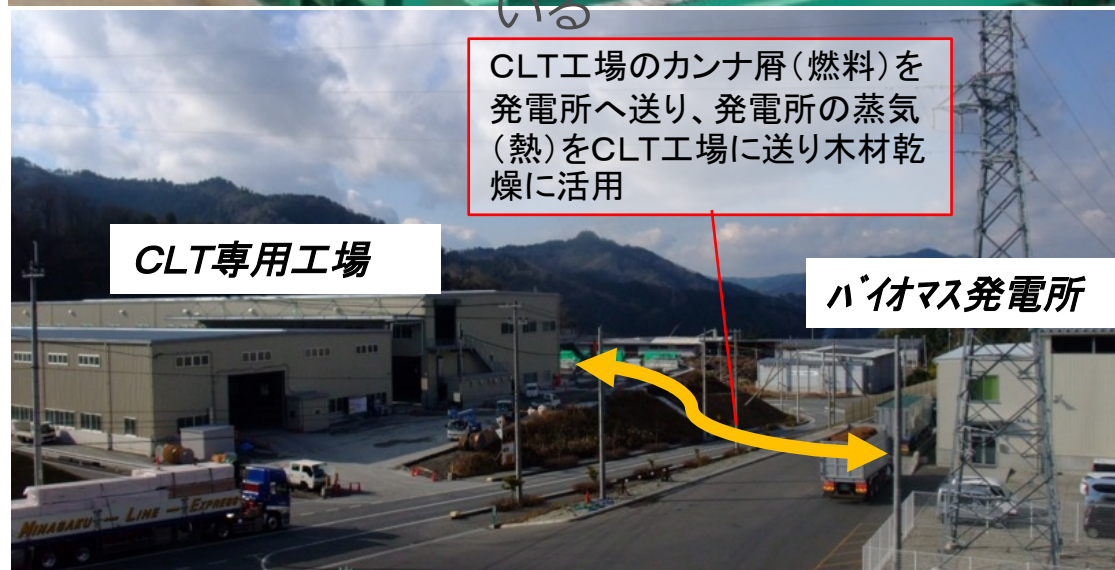 いる
CLT工場のカンナ屑（燃料）を
発電所へ送り、発電所の蒸気
（熱）をCLT工場に送り木材乾
燥に活用
CLT専用工場
バイオマス発電所
MIMASAKU — LINE — EXPRESS